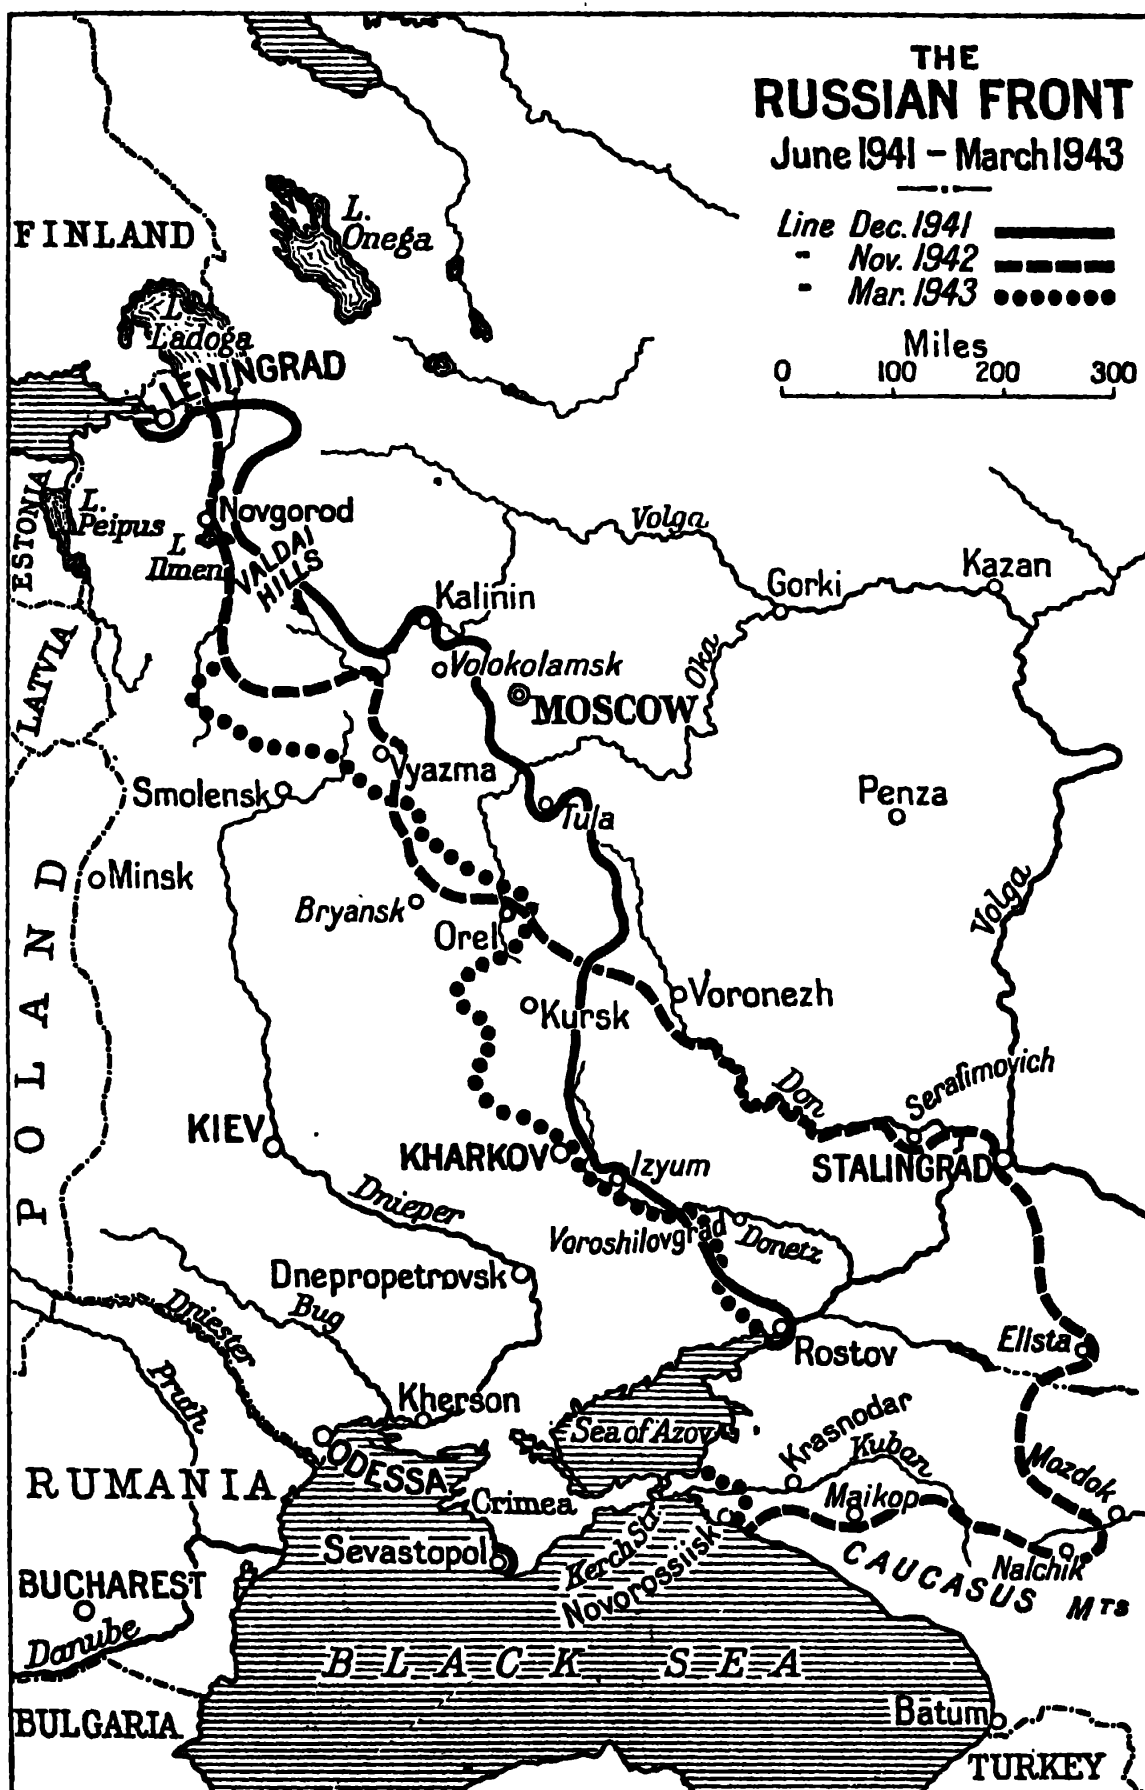 THE
RUSSIAN FRONT
June 1941 – March 1943
Line Dec. 1941
" Nov. 1942
" Mar. 1943
Miles
0 100 200 300
FINLAND
L.
Onega
L.
Ladoga
LENINGRAD
ESTONIA
L.
Peipus
Novgorod
L
Ilmen
VALDAI
HILLS
Volga
Kalinin
Gorki
Kazan
LATVIA
Volokolamsk
Oka
MOSCOW
Vyazma
Smolensk
Tula
Penza
POLAND
Minsk
Bryansk
Orel
Volga
Kursk
Voronezh
Don
Serafimovich
KIEV
KHARKOV
Izyum
STALINGRAD
Dnieper
Voroshilovgrad
Donetz
Dnepropetrovsk
Bug
Dniester
Rostov
Elista
Pruth
Kherson
Sea of Azov
Krasnodar
Kuban
Mozdok
RUMANIA
ODESSA
Crimea
Maikop
Sevastopol
Kerch Str.
Novorossiisk
Nalchik
CAUCASUS MTS
BUCHAREST
Danube
BLACK SEA
BULGARIA
Batum
TURKEY